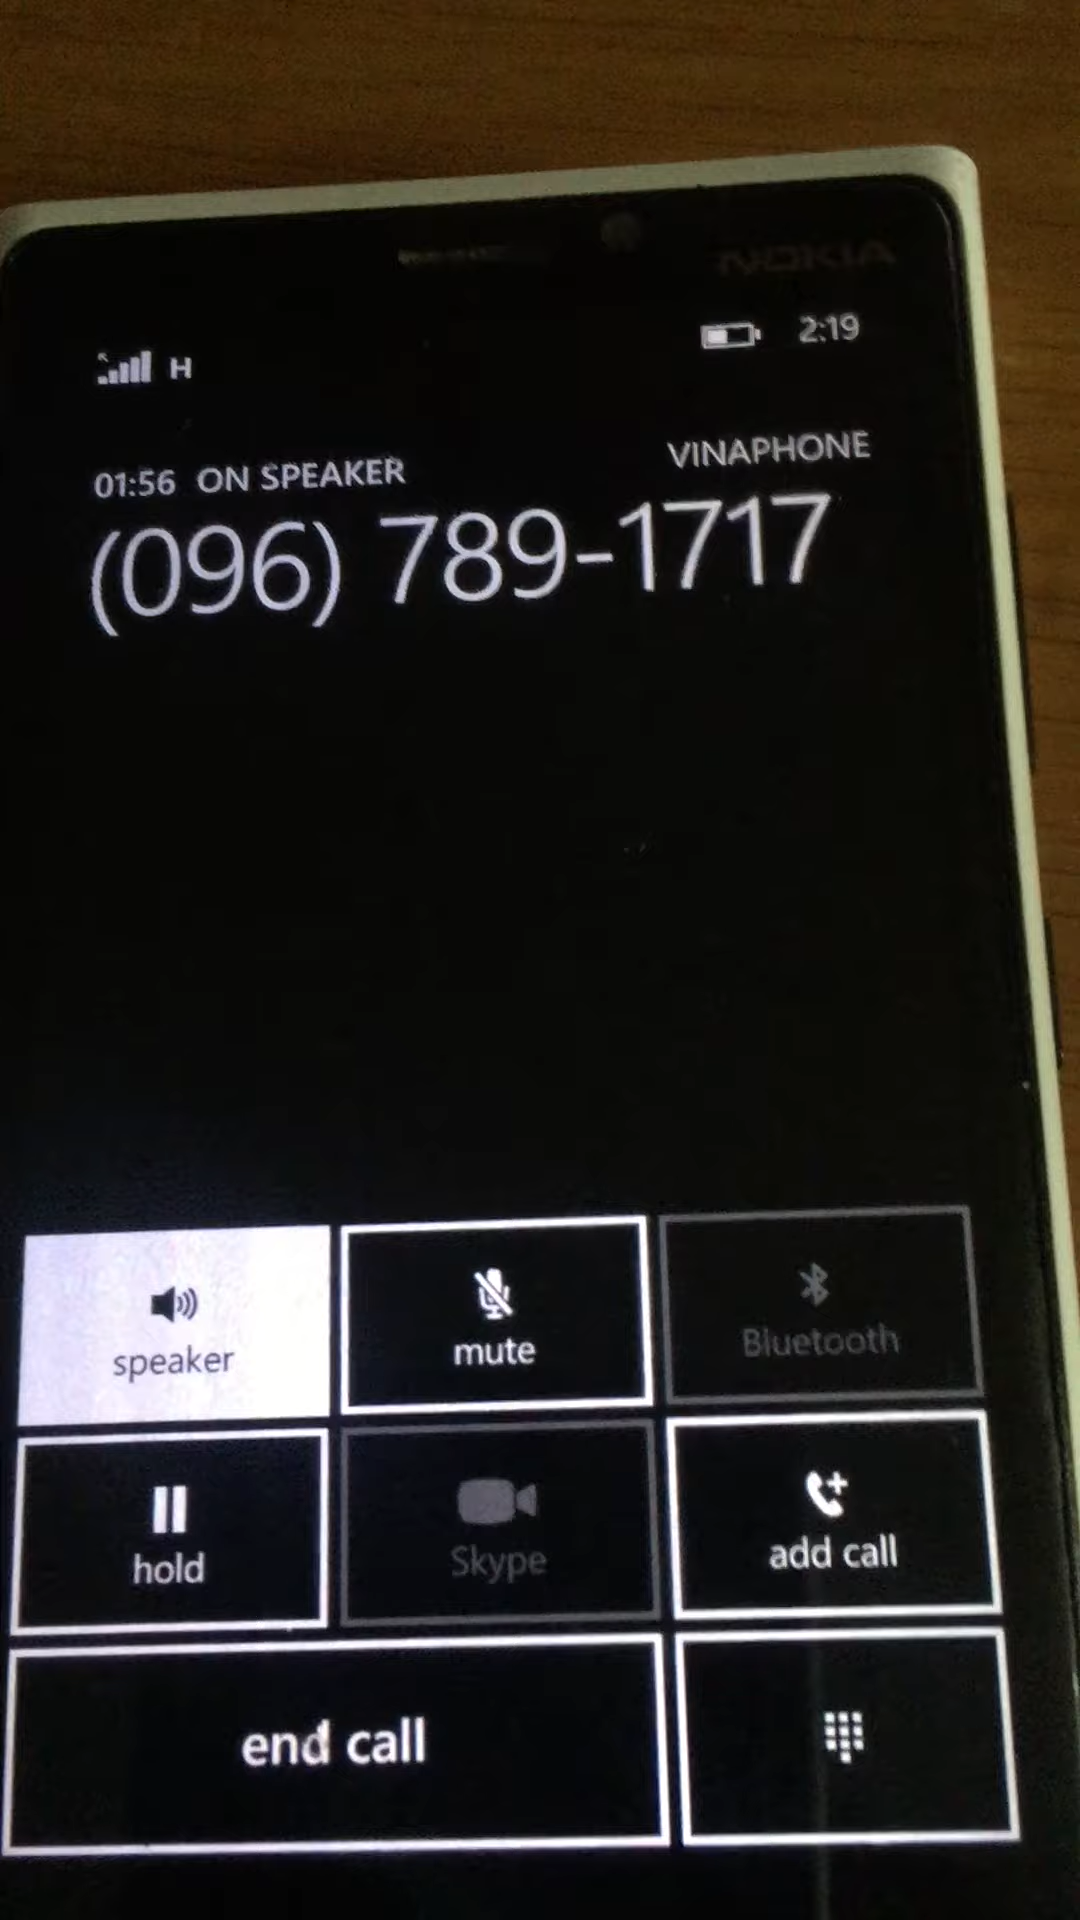 NOKIA
2:19
H
VINAPHONE
01:56 ON SPEAKER
(096) 789-1717
speaker
mute
Bluetooth
hold
Skype
add call
end call